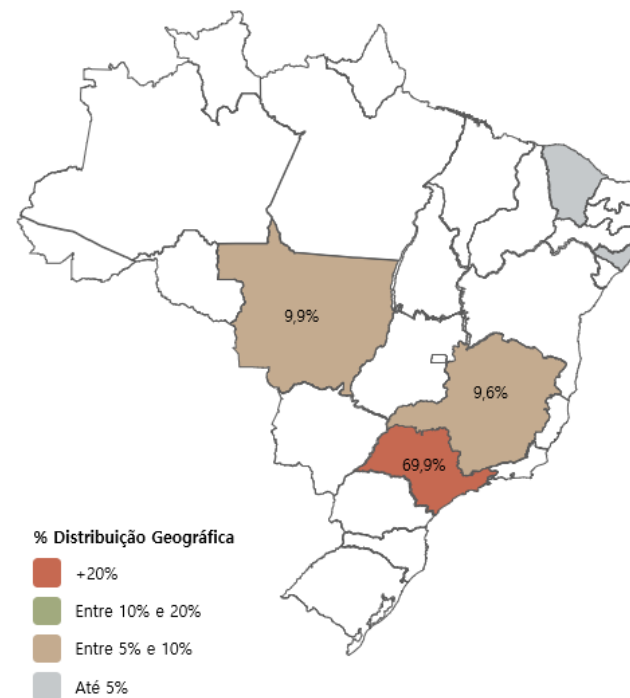 9,9%
9,6%
69,9%
% Distribuição Geográfica
+20%
Entre 10% e 20%
Entre 5% e 10%
Até 5%